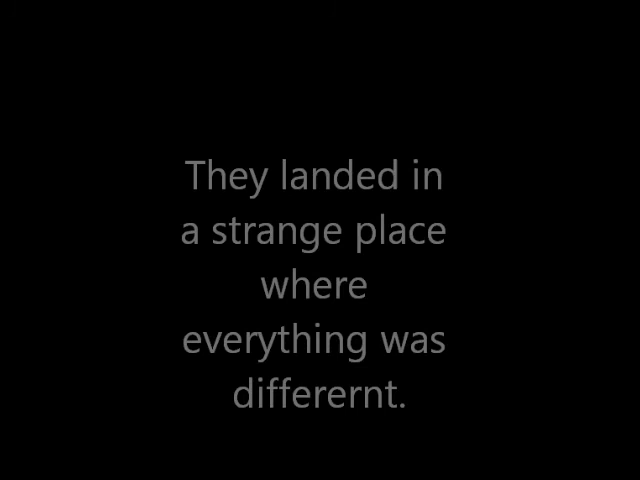 They landed in
a strange place
where
everything was
differernt.